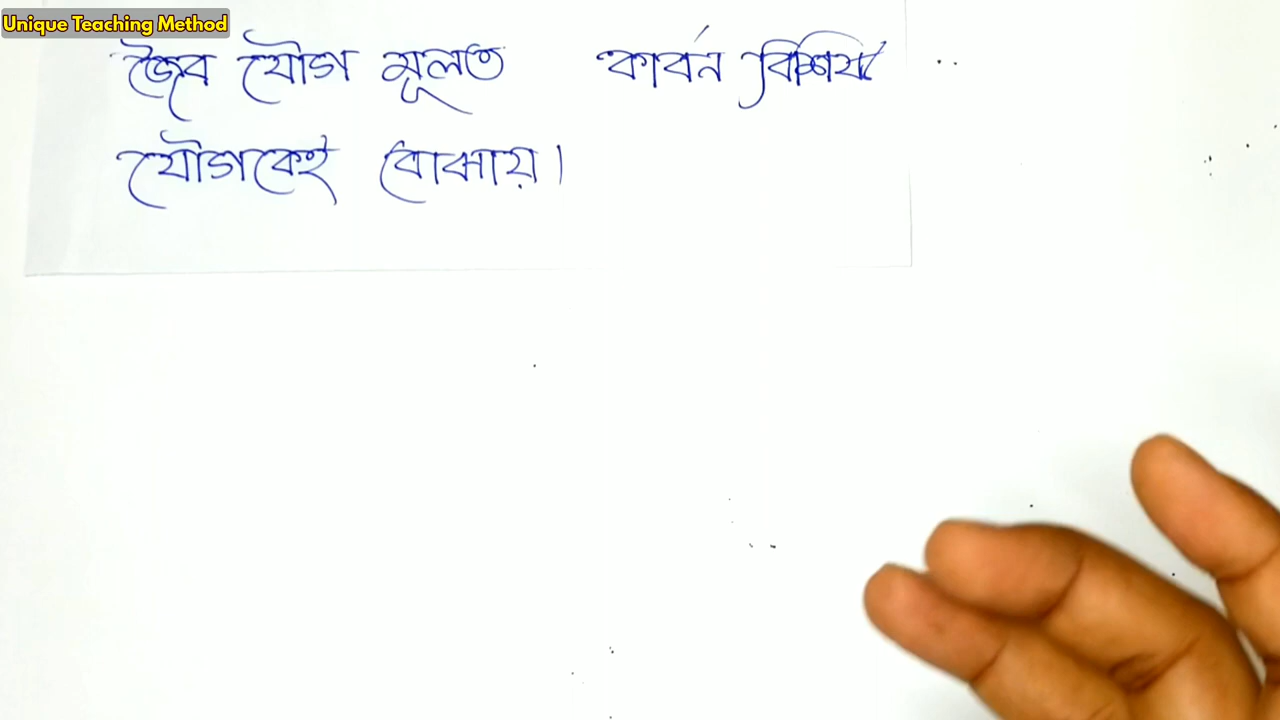 Unique Teaching Method
জৈব যৌগ মূলত কার্বন বিশিষ্ট
যৌগকেই বোঝায়।